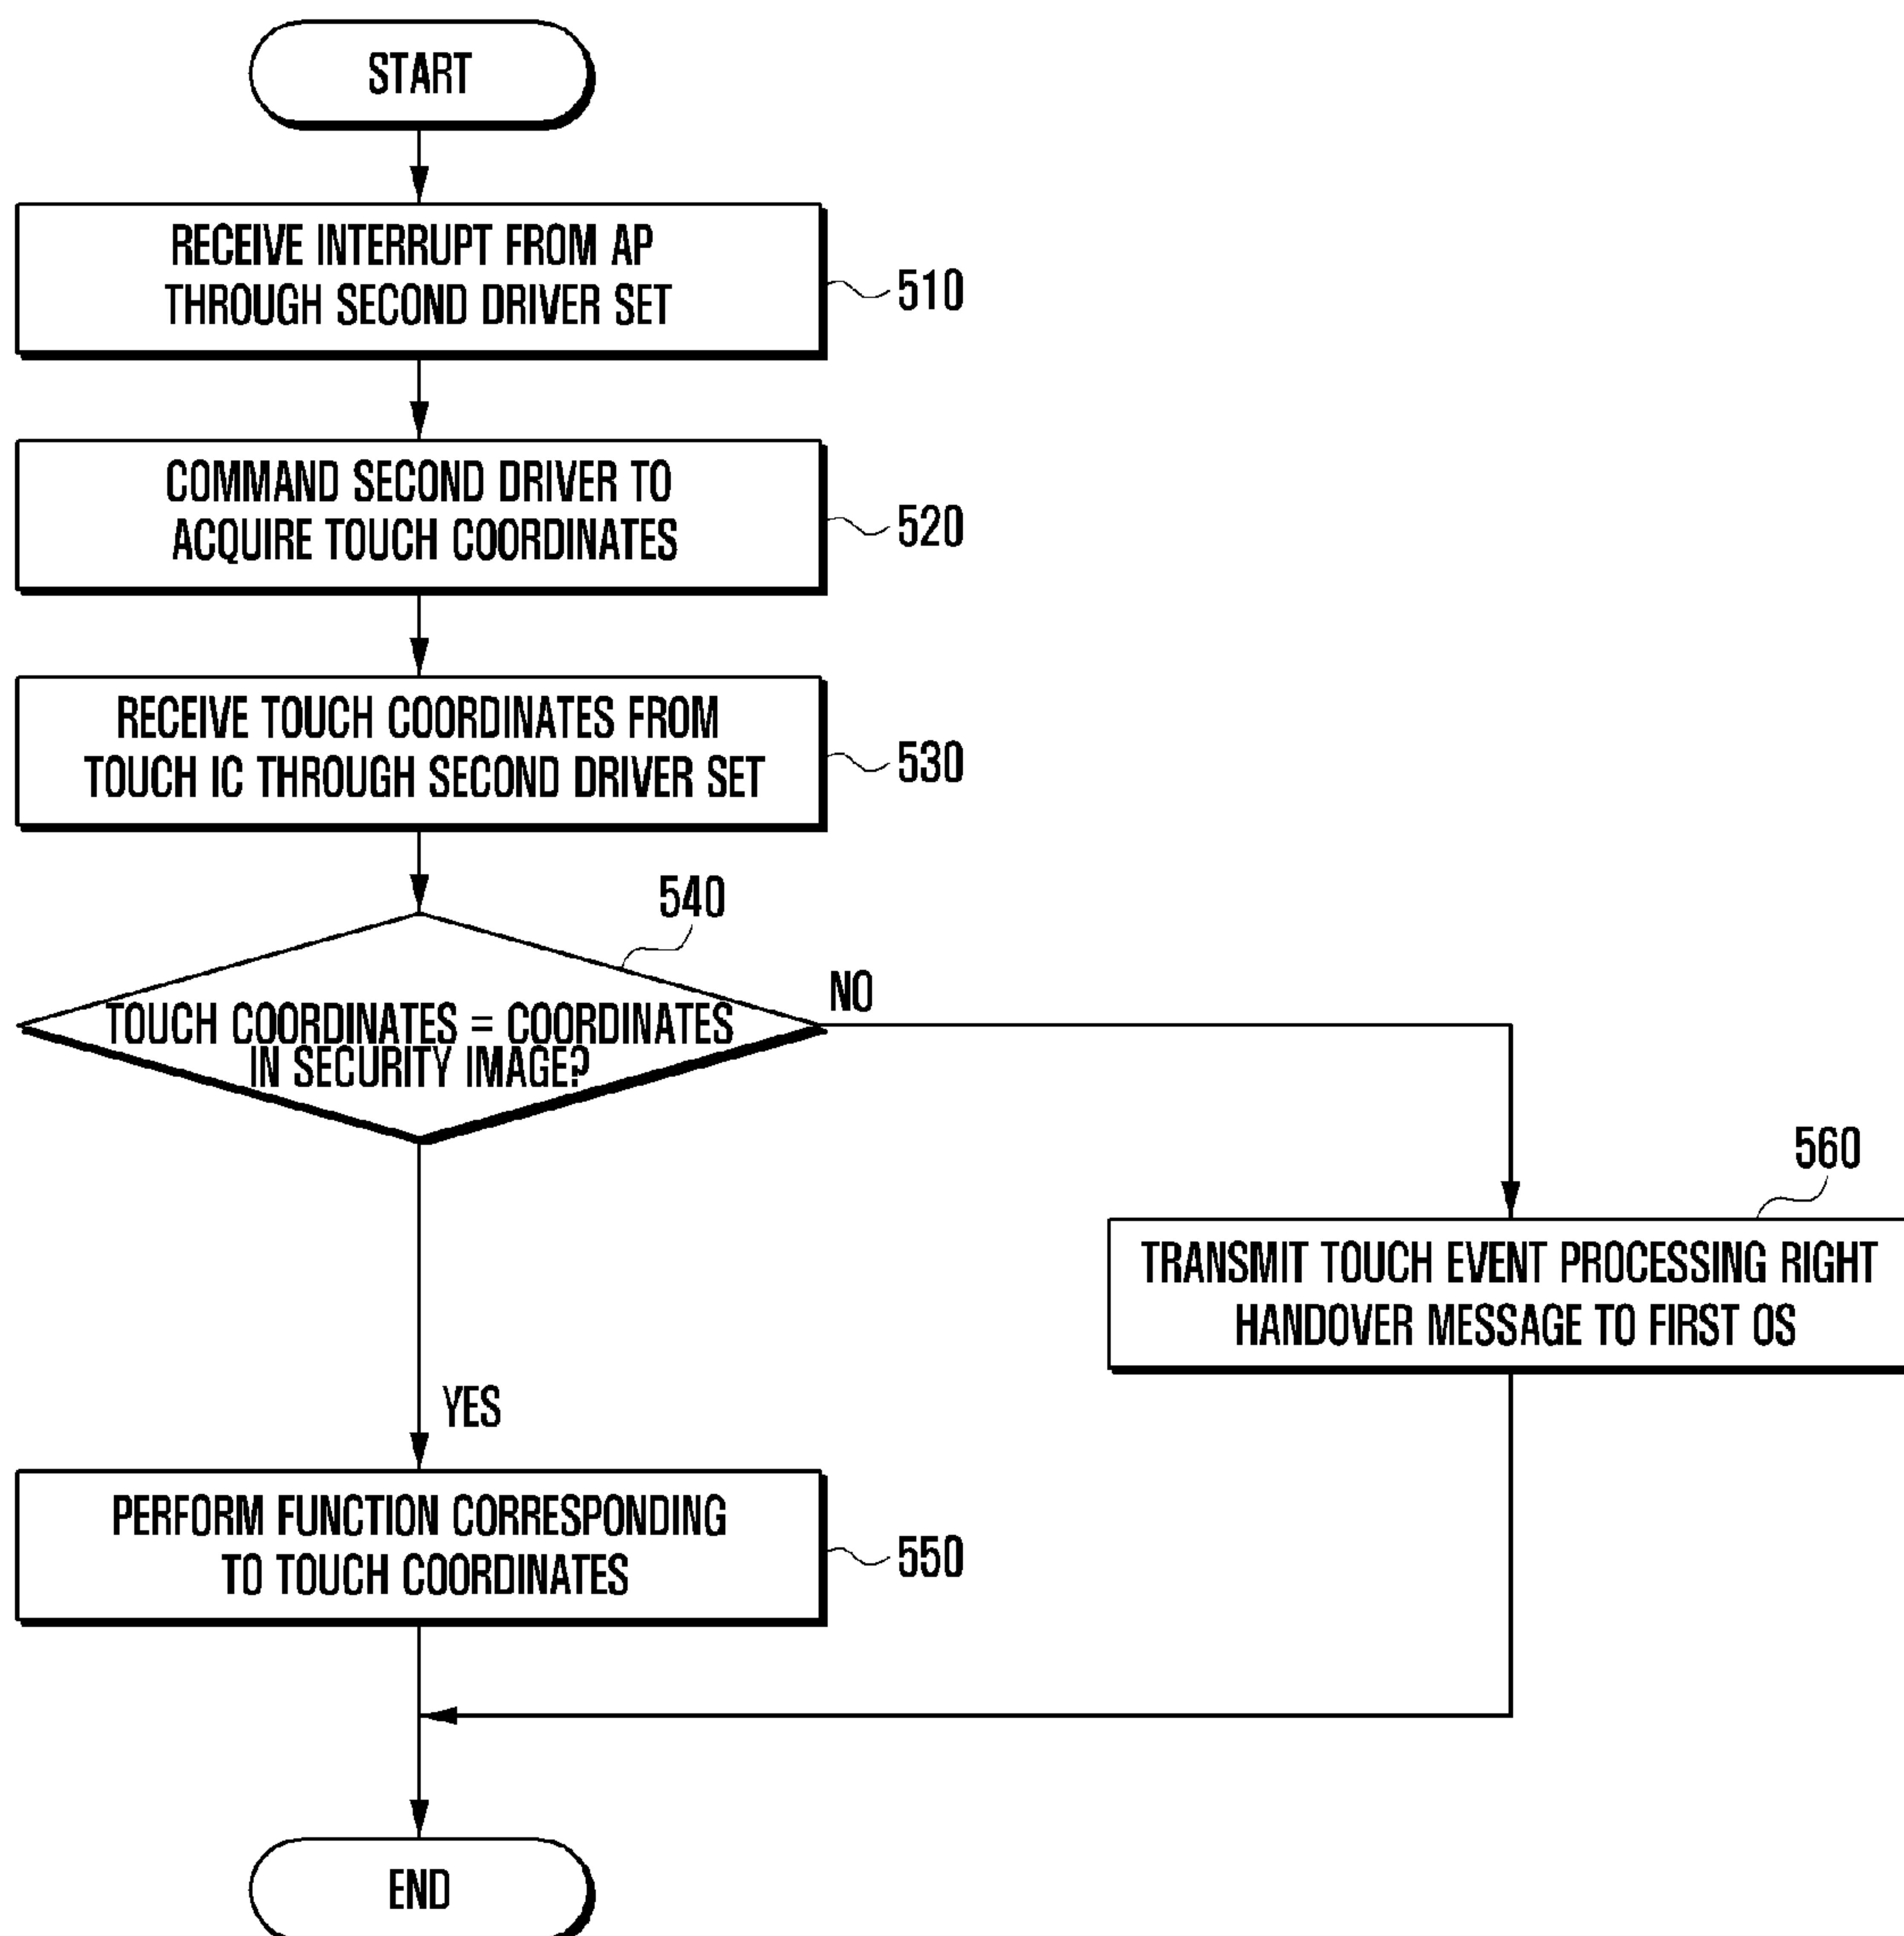 START
RECEIVE INTERRUPT FROM AP
THROUGH SECOND DRIVER SET
510
COMMAND SECOND DRIVER TO
ACQUIRE TOUCH COORDINATES
520
RECEIVE TOUCH COORDINATES FROM
TOUCH IC THROUGH SECOND DRIVER SET
530
540
TOUCH COORDINATES = COORDINATES
IN SECURITY IMAGE?
NO
560
TRANSMIT TOUCH EVENT PROCESSING RIGHT
HANDOVER MESSAGE TO FIRST OS
YES
PERFORM FUNCTION CORRESPONDING
TO TOUCH COORDINATES
550
END